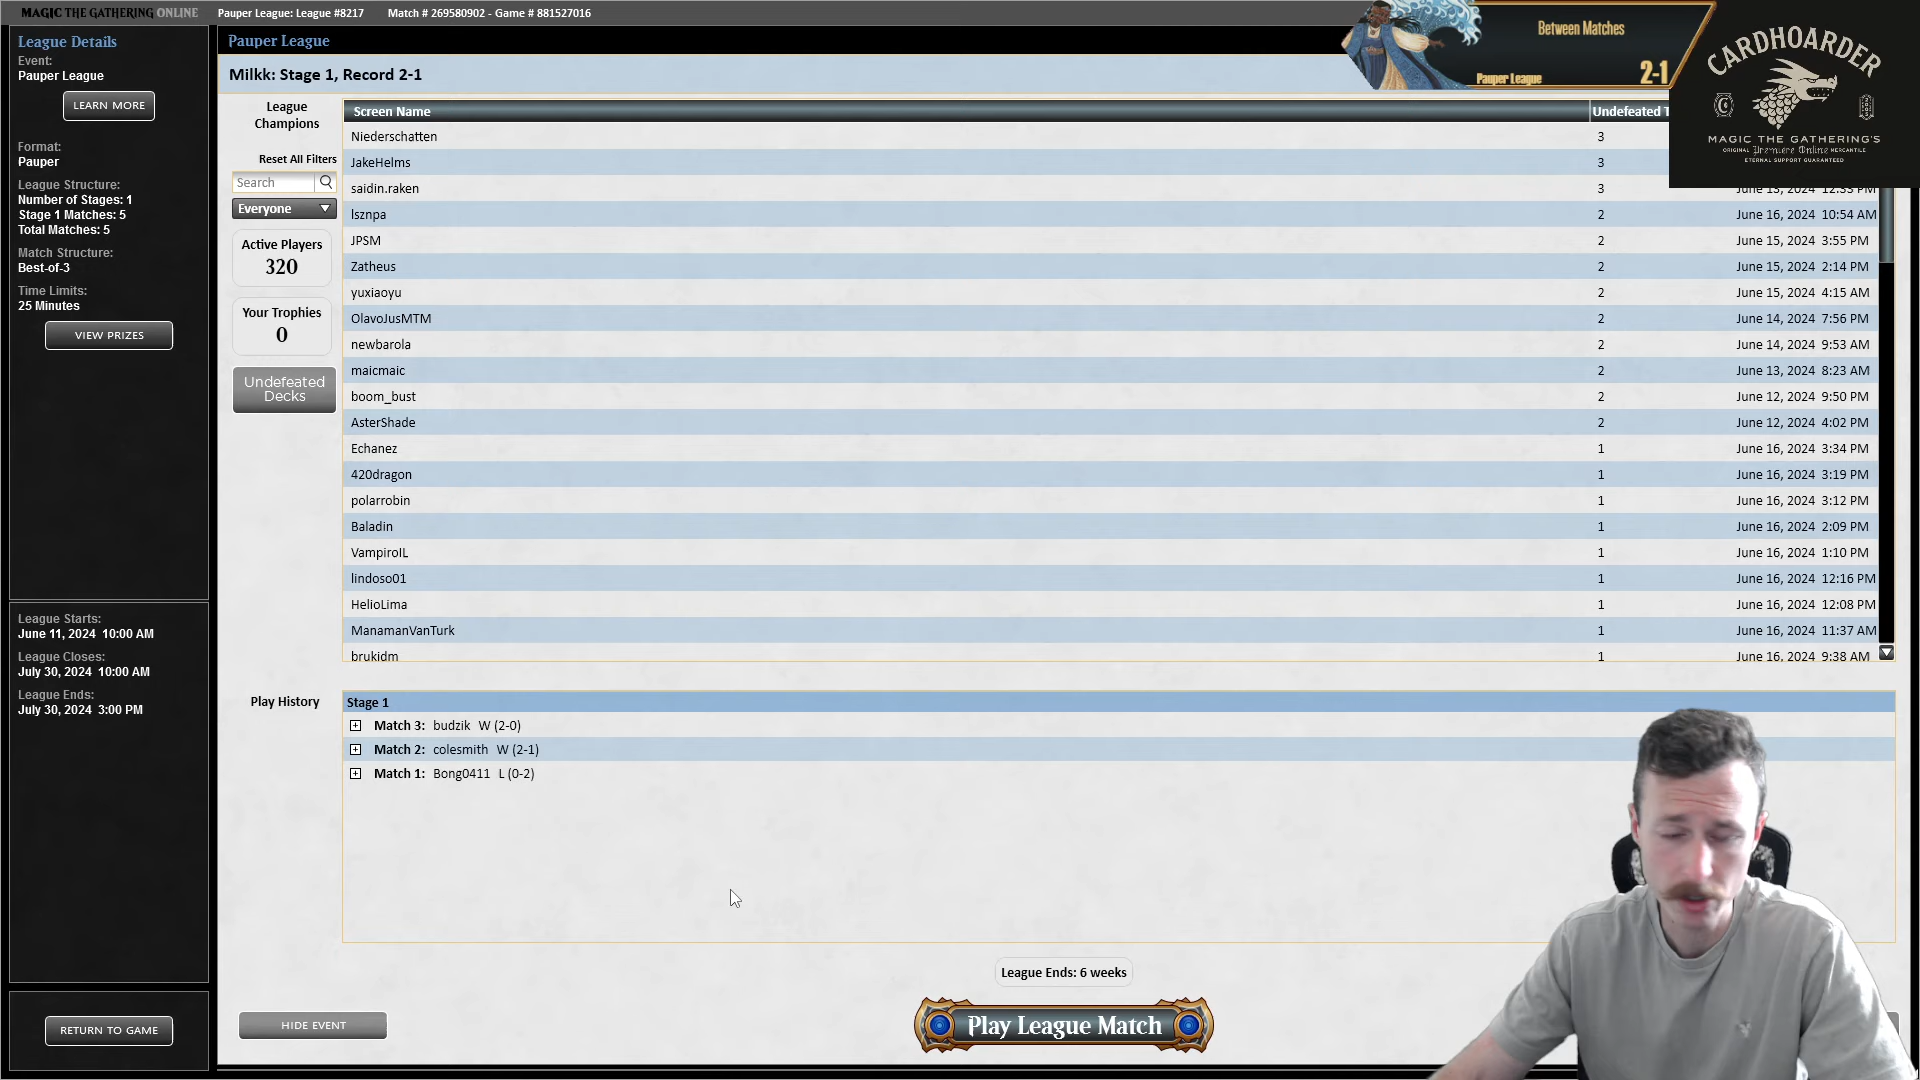 MAGIC THE GATHERING ONLINE
Pauper League: League #8217 Match # 269580902 - Game # 881527016
League Details
Event:
Pauper League
LEARN MORE
Format:
Pauper
League Structure:
Number of Stages: 1
Stage 1 Matches: 5
Total Matches: 5
Match Structure:
Best-of-3
Time Limits:
25 Minutes
VIEW PRIZES
League Starts:
June 11, 2024 10:00 AM
League Closes:
July 30, 2024 10:00 AM
League Ends:
July 30, 2024 3:00 PM
RETURN TO GAME
Pauper League
Milkk: Stage 1, Record 2-1
Between Matches
Pauper League
2-1
CARDHOARDER
MAGIC THE GATHERING'S
ORIGINAL Premiere Online MERCANTILE
ETERNAL SUPPORT GUARANTEED
League
Champions
Reset All Filters
Search
Everyone
Active Players
320
Your Trophies
0
Undefeated
Decks
Screen Name Undefeated
Niederschatten 3
JakeHelms 3
saidin.raken 3 June 13, 2024 12:33 PM
lsznpa 2 June 16, 2024 10:54 AM
JPSM 2 June 15, 2024 3:55 PM
Zatheus 2 June 15, 2024 2:14 PM
yuxiaoyu 2 June 15, 2024 4:15 AM
OlavoJusMTM 2 June 14, 2024 7:56 PM
newbarola 2 June 14, 2024 9:53 AM
maicmaic 2 June 13, 2024 8:23 AM
boom_bust 2 June 12, 2024 9:50 PM
AsterShade 2 June 12, 2024 4:02 PM
Echanez 1 June 16, 2024 3:34 PM
420dragon 1 June 16, 2024 3:19 PM
polarrobin 1 June 16, 2024 3:12 PM
Baladin 1 June 16, 2024 2:09 PM
VampiroIL 1 June 16, 2024 1:10 PM
lindoso01 1 June 16, 2024 12:16 PM
HelioLima 1 June 16, 2024 12:08 PM
ManamanVanTurk 1 June 16, 2024 11:37 AM
brukidm 1 June 16, 2024 9:38 AM
Play History
Stage 1
Match 3: budzik W (2-0)
Match 2: colesmith W (2-1)
Match 1: Bong0411 L (0-2)
League Ends: 6 weeks
HIDE EVENT
Play League Match